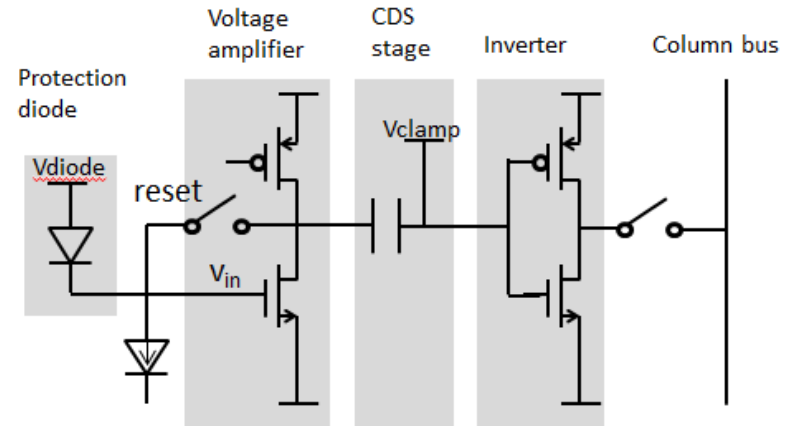 Voltage
amplifier
CDS
stage
Inverter
Column bus
Protection
diode
Vclamp
Vdiode
reset
Vin